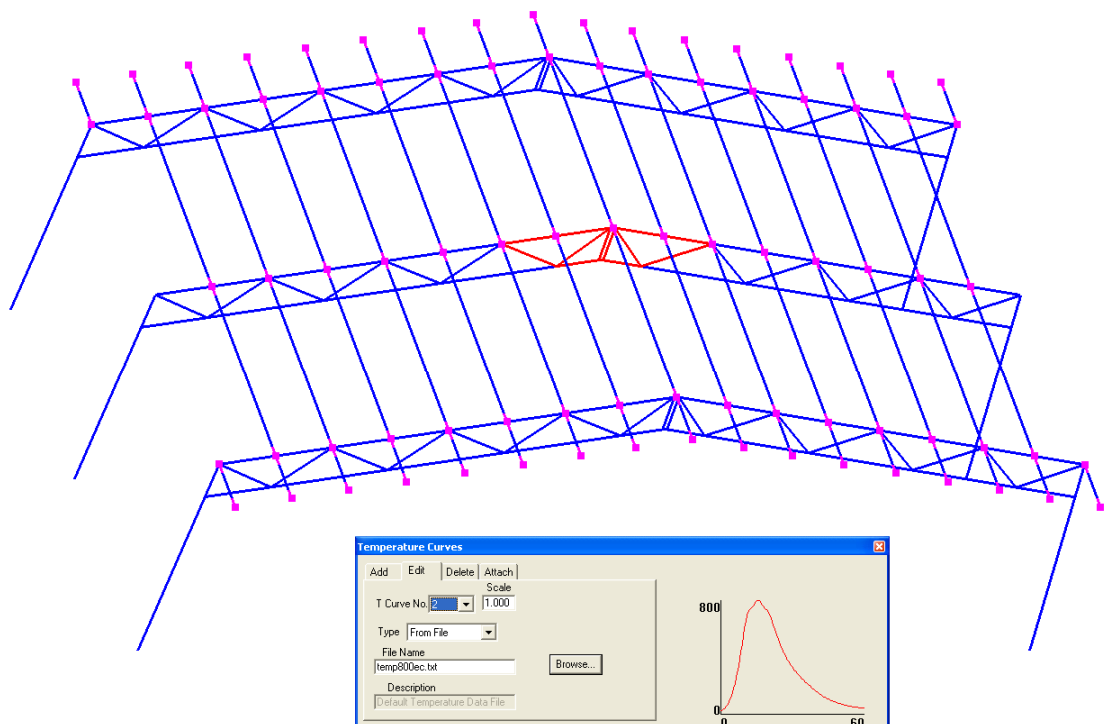 Temperature Curves
Add Edit Delete Attach
Scale
T Curve No. 2 1.000
Type From File
File Name
temp800ec.txt Browse...
Description
Default Temperature Data File
800
0
0 60